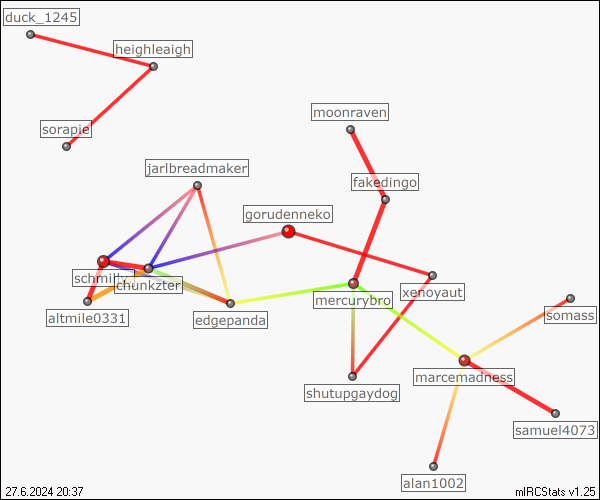 duck_1245
heighleaigh
moonraven
sorapie
jarlbreadmaker
fakedingo
gorudenneko
schmilly
chunkzter
xenoyaut
mercurybro
altmile0331
edgepanda
somass
marcemadness
shutupgaydog
samuel4073
alan1002
27.6.2024 20:37
mIRCStats v1.25